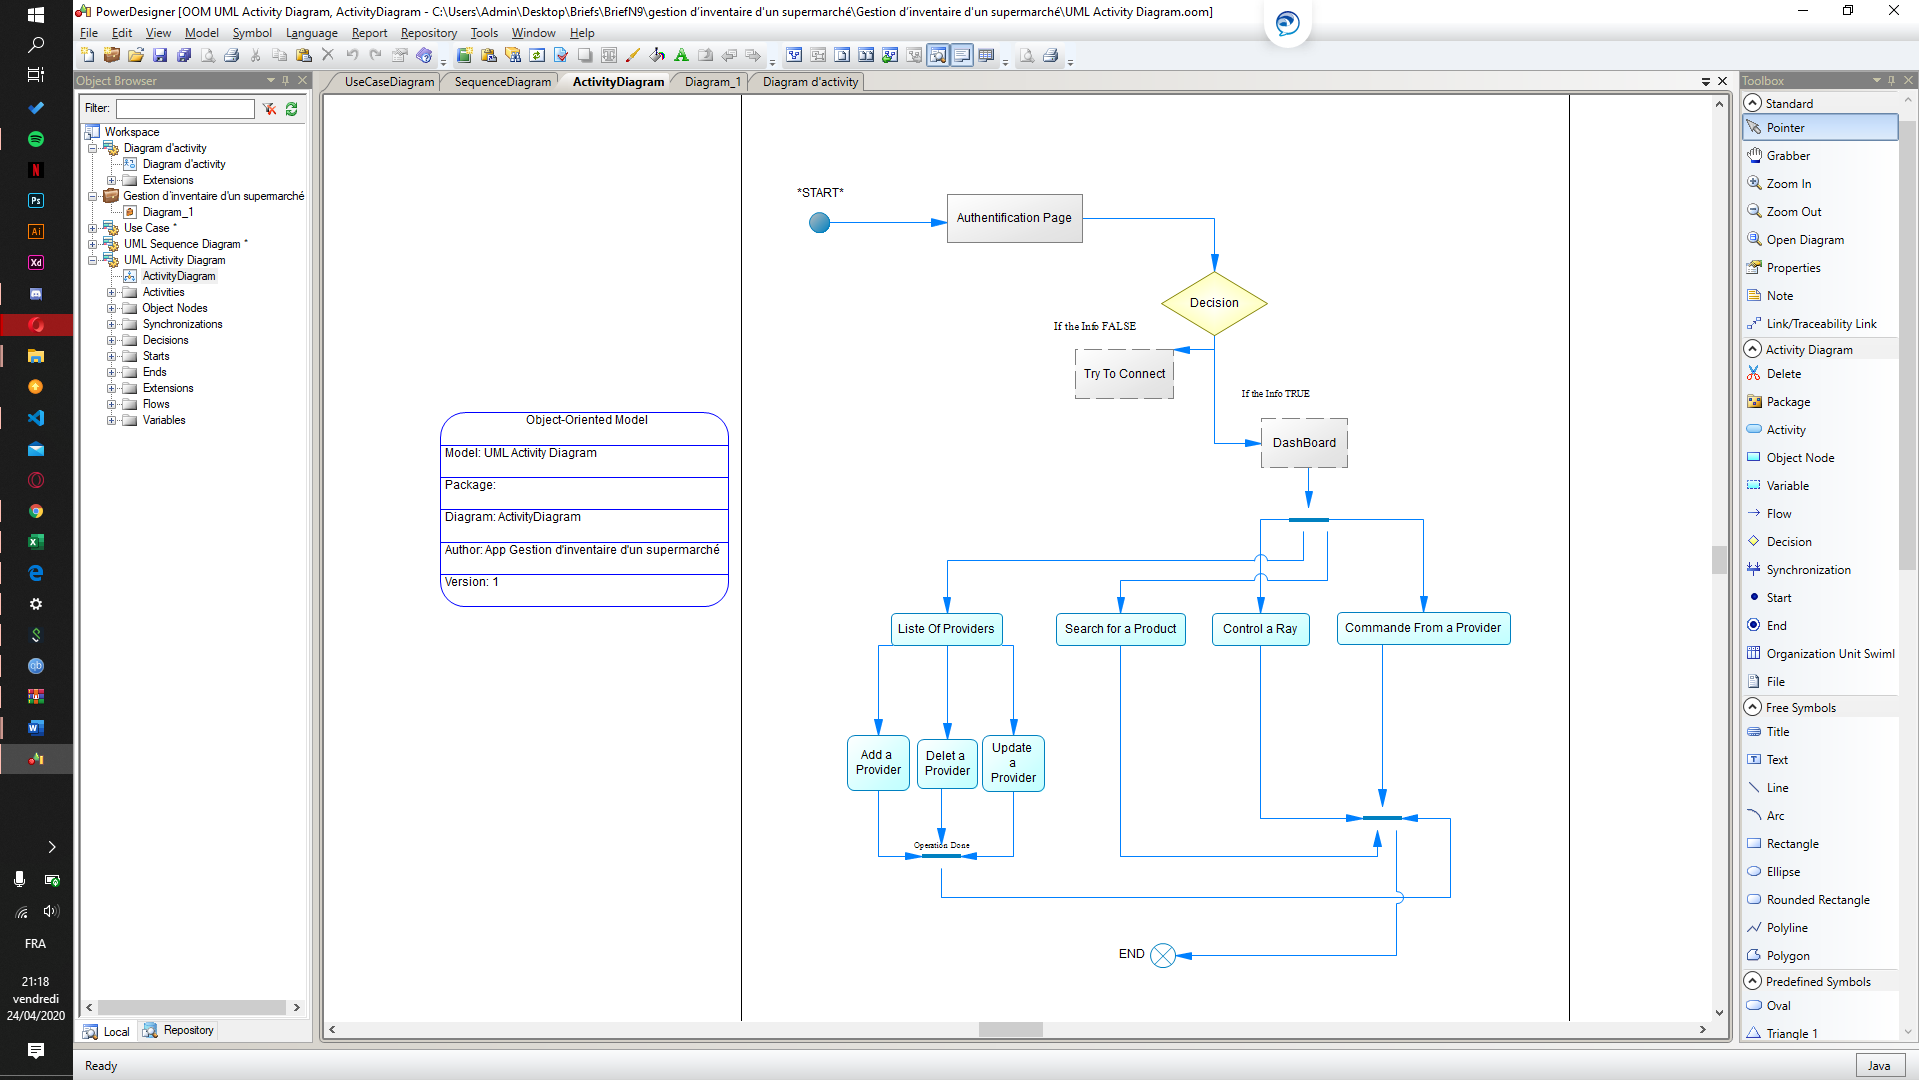 PowerDesigner [OOM UML Activity Diagram, ActivityDiagram - C:\Users\Admin\Desktop\Briefs\BriefN9\gestion d'inventaire d'un supermarché\Gestion d'inventaire d'un supermarché\UML Activity Diagram.oom]
File Edit View Model Symbol Language Report Repository Tools Window Help
Object Browser
Filter:
Workspace
Diagram d'activity
Diagram d'activity
Extensions
Gestion d'inventaire d'un supermarché
Diagram_1
Use Case *
UML Sequence Diagram *
UML Activity Diagram
ActivityDiagram
Activities
Object Nodes
Synchronizations
Decisions
Starts
Ends
Extensions
Flows
Variables
Local Repository
Ready
UseCaseDiagram SequenceDiagram ActivityDiagram Diagram_1 Diagram d'activity
*START*
Authentification Page
Decision
If the Info FALSE
Try To Connect
If the Info TRUE
DashBoard
Object-Oriented Model
Model: UML Activity Diagram
Package:
Diagram: ActivityDiagram
Author: App Gestion d'inventaire d'un supermarché
Version: 1
Liste Of Providers
Search for a Product
Control a Ray
Commande From a Provider
Add a
Provider
Delet a
Provider
Update
a
Provider
Operation Done
END
Toolbox
Standard
Pointer
Grabber
Zoom In
Zoom Out
Open Diagram
Properties
Note
Link/Traceability Link
Activity Diagram
Delete
Package
Activity
Object Node
Variable
Flow
Decision
Synchronization
Start
End
Organization Unit Swiml
File
Free Symbols
Title
Text
Line
Arc
Rectangle
Ellipse
Rounded Rectangle
Polyline
Polygon
Predefined Symbols
Oval
Triangle 1
Java
Ps
Ai
Xd
qb
FRA
21:18
vendredi
24/04/2020